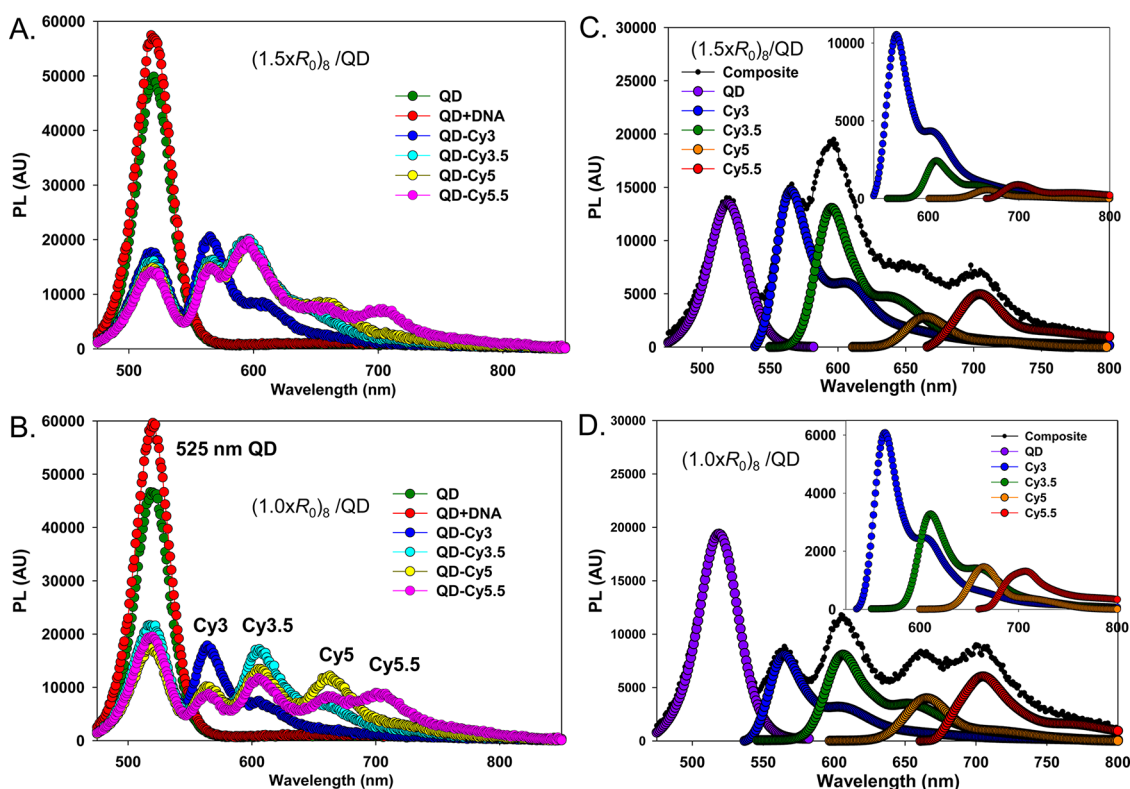 A.
(1.5xR₀)₈ /QD
QD
QD+DNA
QD-Cy3
QD-Cy3.5
QD-Cy5
QD-Cy5.5
PL (AU)
60000
50000
40000
30000
20000
10000
0
500 600 700 800
Wavelength (nm)
C.
(1.5xR₀)₈/QD
Composite
QD
Cy3
Cy3.5
Cy5
Cy5.5
PL (AU)
30000
25000
20000
15000
10000
5000
0
500 550 600 650 700 750 800
Wavelength (nm)
10000
5000
0
600 700 800
B.
525 nm QD
(1.0xR₀)₈ /QD
QD
QD+DNA
QD-Cy3
QD-Cy3.5
QD-Cy5
QD-Cy5.5
Cy3 Cy3.5
Cy5 Cy5.5
PL (AU)
60000
50000
40000
30000
20000
10000
0
500 600 700 800
Wavelength (nm)
D.
(1.0xR₀)₈ /QD
PL (AU)
30000
25000
20000
15000
10000
5000
0
500 550 600 650 700 750 800
Wavelength (nm)
6000
4000
2000
0
600 700 800
Composite
QD
Cy3
Cy3.5
Cy5
Cy5.5